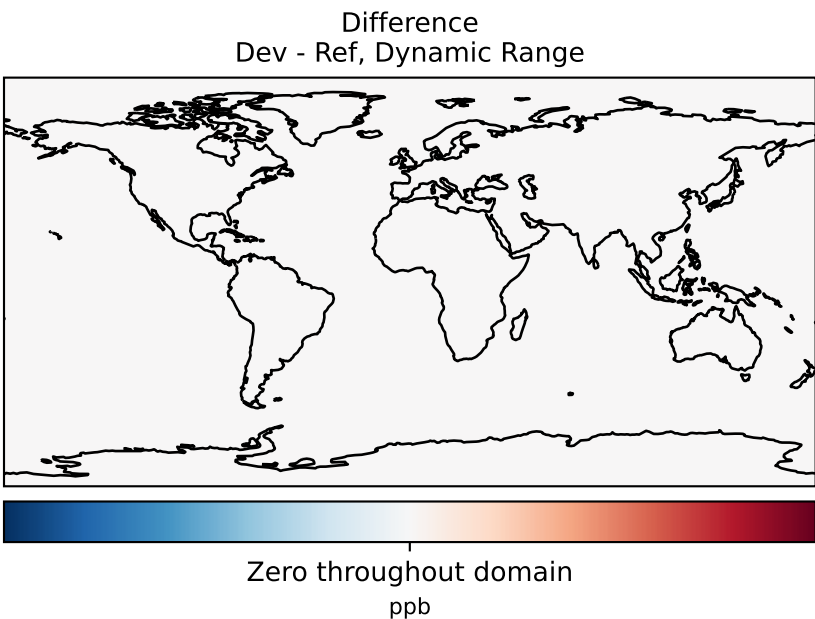 Difference
Dev - Ref, Dynamic Range
Zero throughout domain
ppb